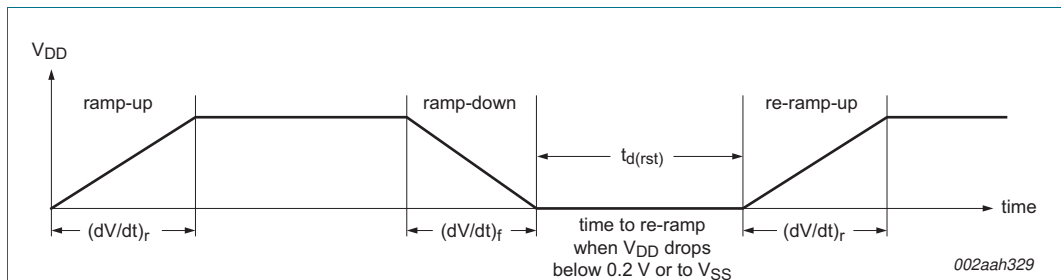 VDD
ramp-up
ramp-down
re-ramp-up
td(rst)
time
(dV/dt)r
(dV/dt)f
time to re-ramp
when VDD drops
below 0.2 V or to VSS
(dV/dt)r
002aah329